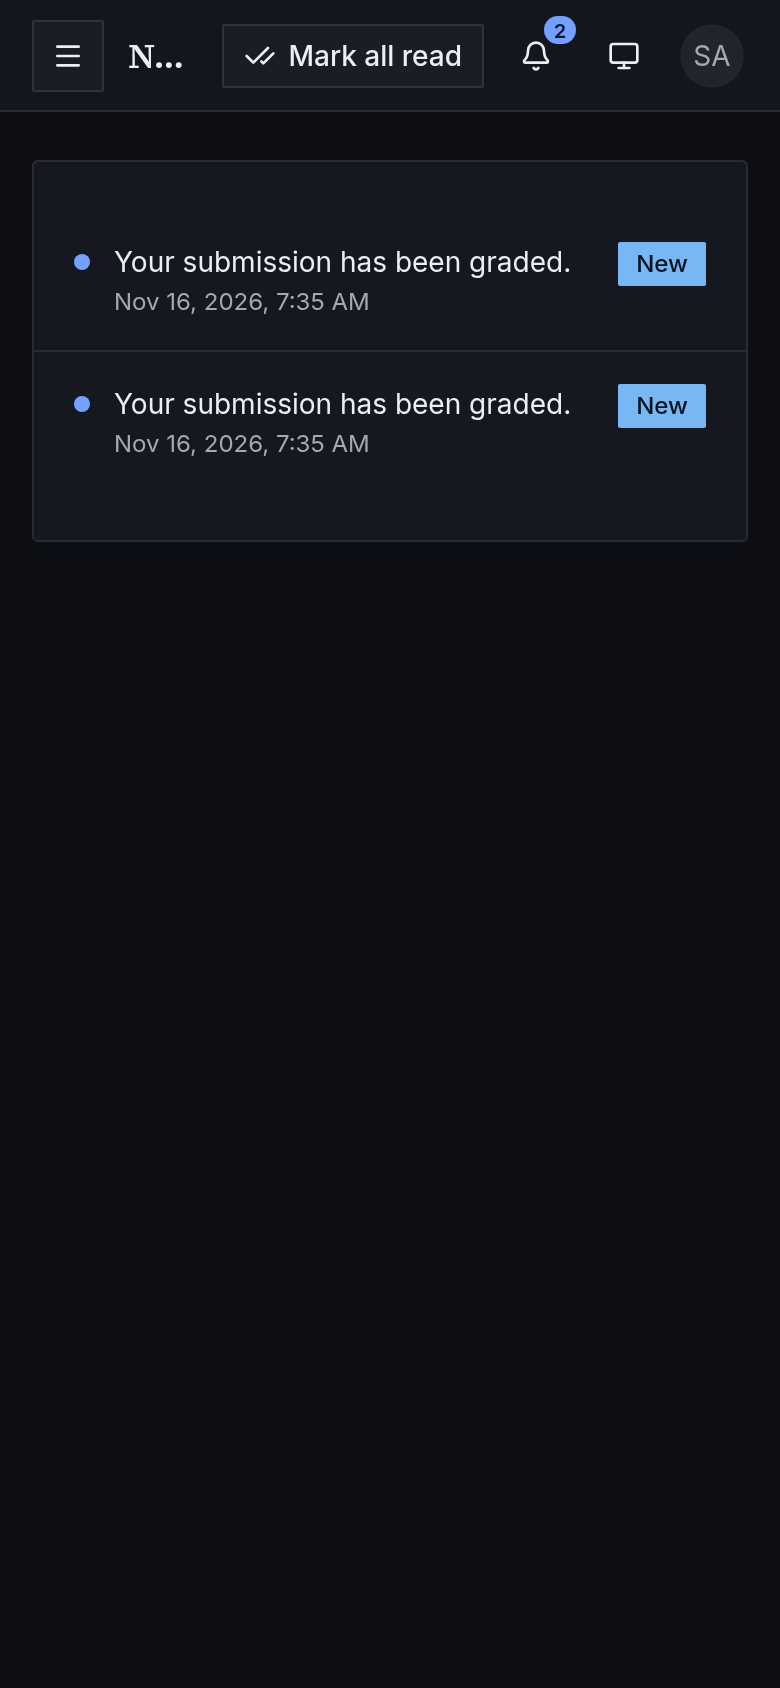 N...
Mark all read
2
SA
Your submission has been graded.
New
Nov 16, 2026, 7:35 AM
Your submission has been graded.
New
Nov 16, 2026, 7:35 AM